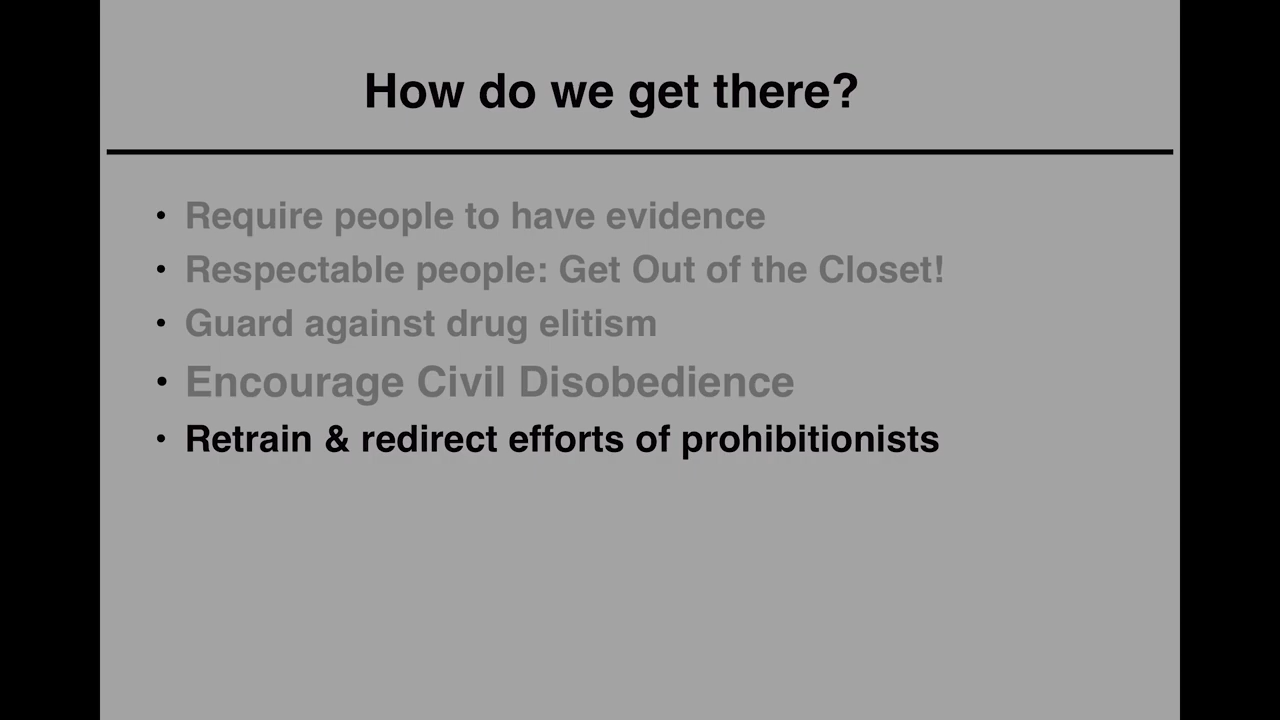 How do we get there?
• Require people to have evidence
• Respectable people: Get Out of the Closet!
• Guard against drug elitism
• Encourage Civil Disobedience
• Retrain & redirect efforts of prohibitionists